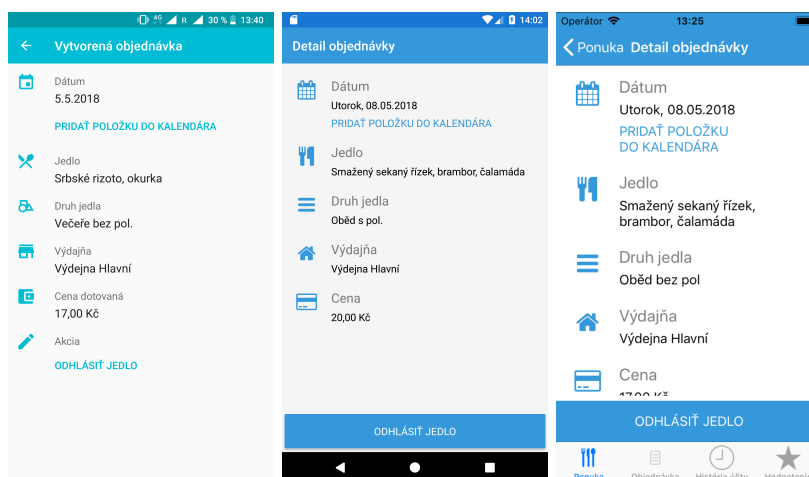 4G R 30 % 13:40
Vytvorená objednávka
Dátum
5.5.2018
PRIDAŤ POLOŽKU DO KALENDÁRA
Jedlo
Srbské rizoto, okurka
Druh jedla
Večeře bez pol.
Výdajňa
Výdejna Hlavní
Cena dotovaná
17,00 Kč
Akcia
ODHLÁSIŤ JEDLO
14:02
Detail objednávky
Dátum
Utorok, 08.05.2018
PRIDAŤ POLOŽKU DO KALENDÁRA
Jedlo
Smažený sekaný řízek, brambor, čalamáda
Druh jedla
Oběd s pol.
Výdajňa
Výdejna Hlavní
Cena
20,00 Kč
ODHLÁSIŤ JEDLO
Operátor 13:25
Ponuka Detail objednávky
Dátum
Utorok, 08.05.2018
PRIDAŤ POLOŽKU
DO KALENDÁRA
Jedlo
Smažený sekaný řízek,
brambor, čalamáda
Druh jedla
Oběd bez pol
Výdajňa
Výdejna Hlavní
Cena
17,00 Kč
ODHLÁSIŤ JEDLO
Ponuka Objednávka História účtu